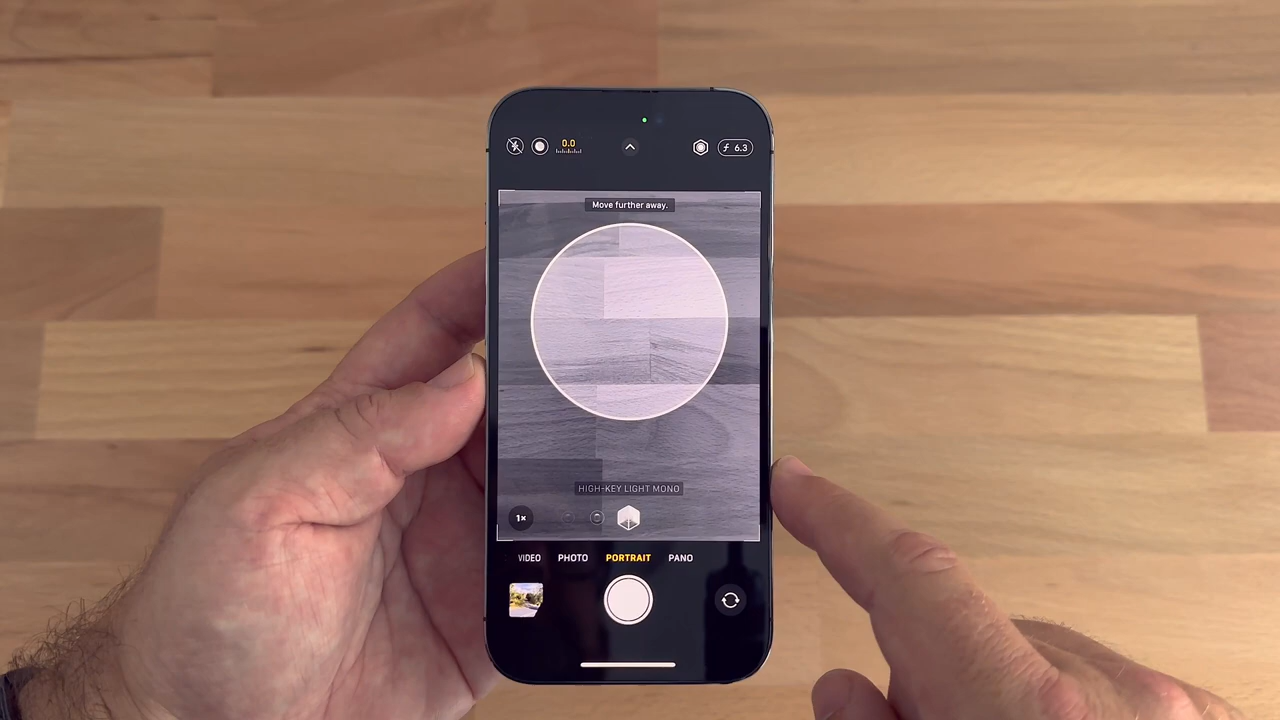 0.0
ƒ 6.3
Move further away.
HIGH-KEY LIGHT MONO
1×
VIDEO PHOTO PORTRAIT PANO